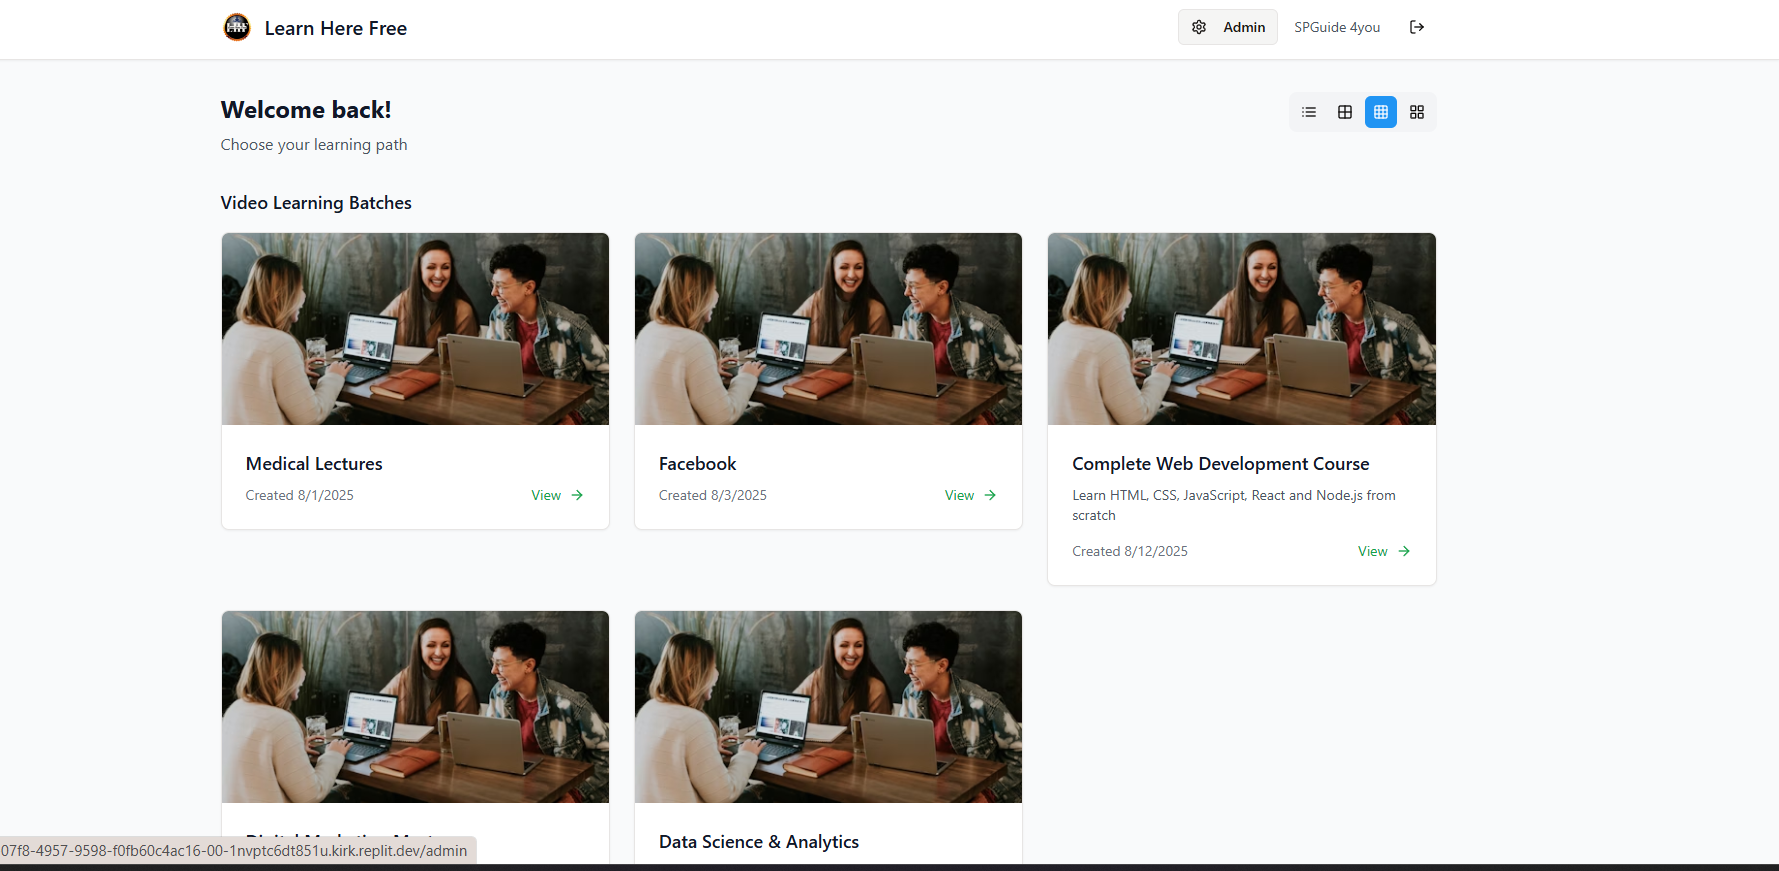 Learn Here Free
Admin
SPGuide 4you
Welcome back!
Choose your learning path
Video Learning Batches
Medical Lectures
Created 8/1/2025
View
Facebook
Created 8/3/2025
View
Complete Web Development Course
Learn HTML, CSS, JavaScript, React and Node.js from
scratch
Created 8/12/2025
View
Data Science & Analytics
07f8-4957-9598-f0fb60c4ac16-00-1nvptc6dt851u.kirk.replit.dev/admin